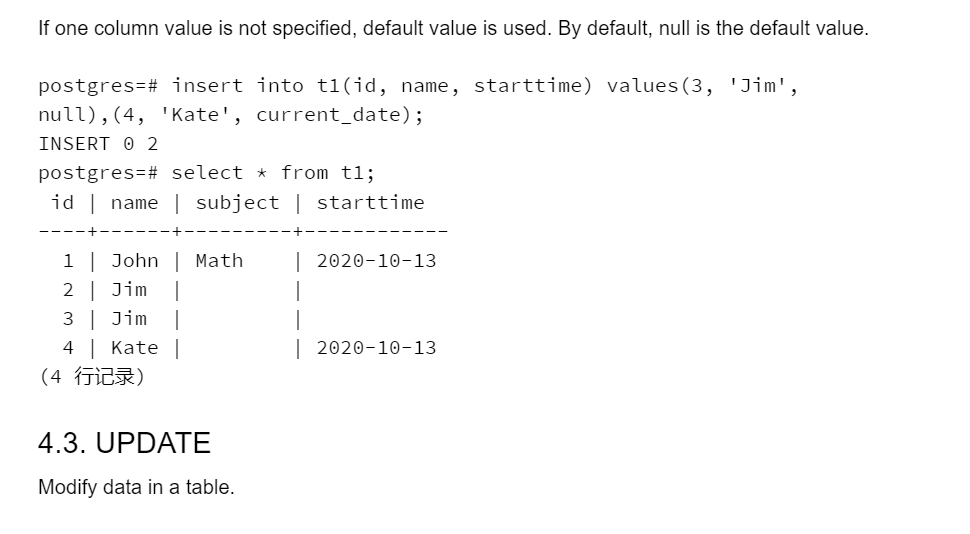 If one column value is not specified, default value is used. By default, null is the default value.
postgres=# insert into t1(id, name, starttime) values(3, 'Jim',
null),(4, 'Kate', current_date);
INSERT 0 2
postgres=# select * from t1;
 id | name | subject | starttime
----+------+---------+------------
  1 | John | Math    | 2020-10-13
  2 | Jim  |         |
  3 | Jim  |         |
  4 | Kate |         | 2020-10-13
(4 行记录)
4.3. UPDATE
Modify data in a table.